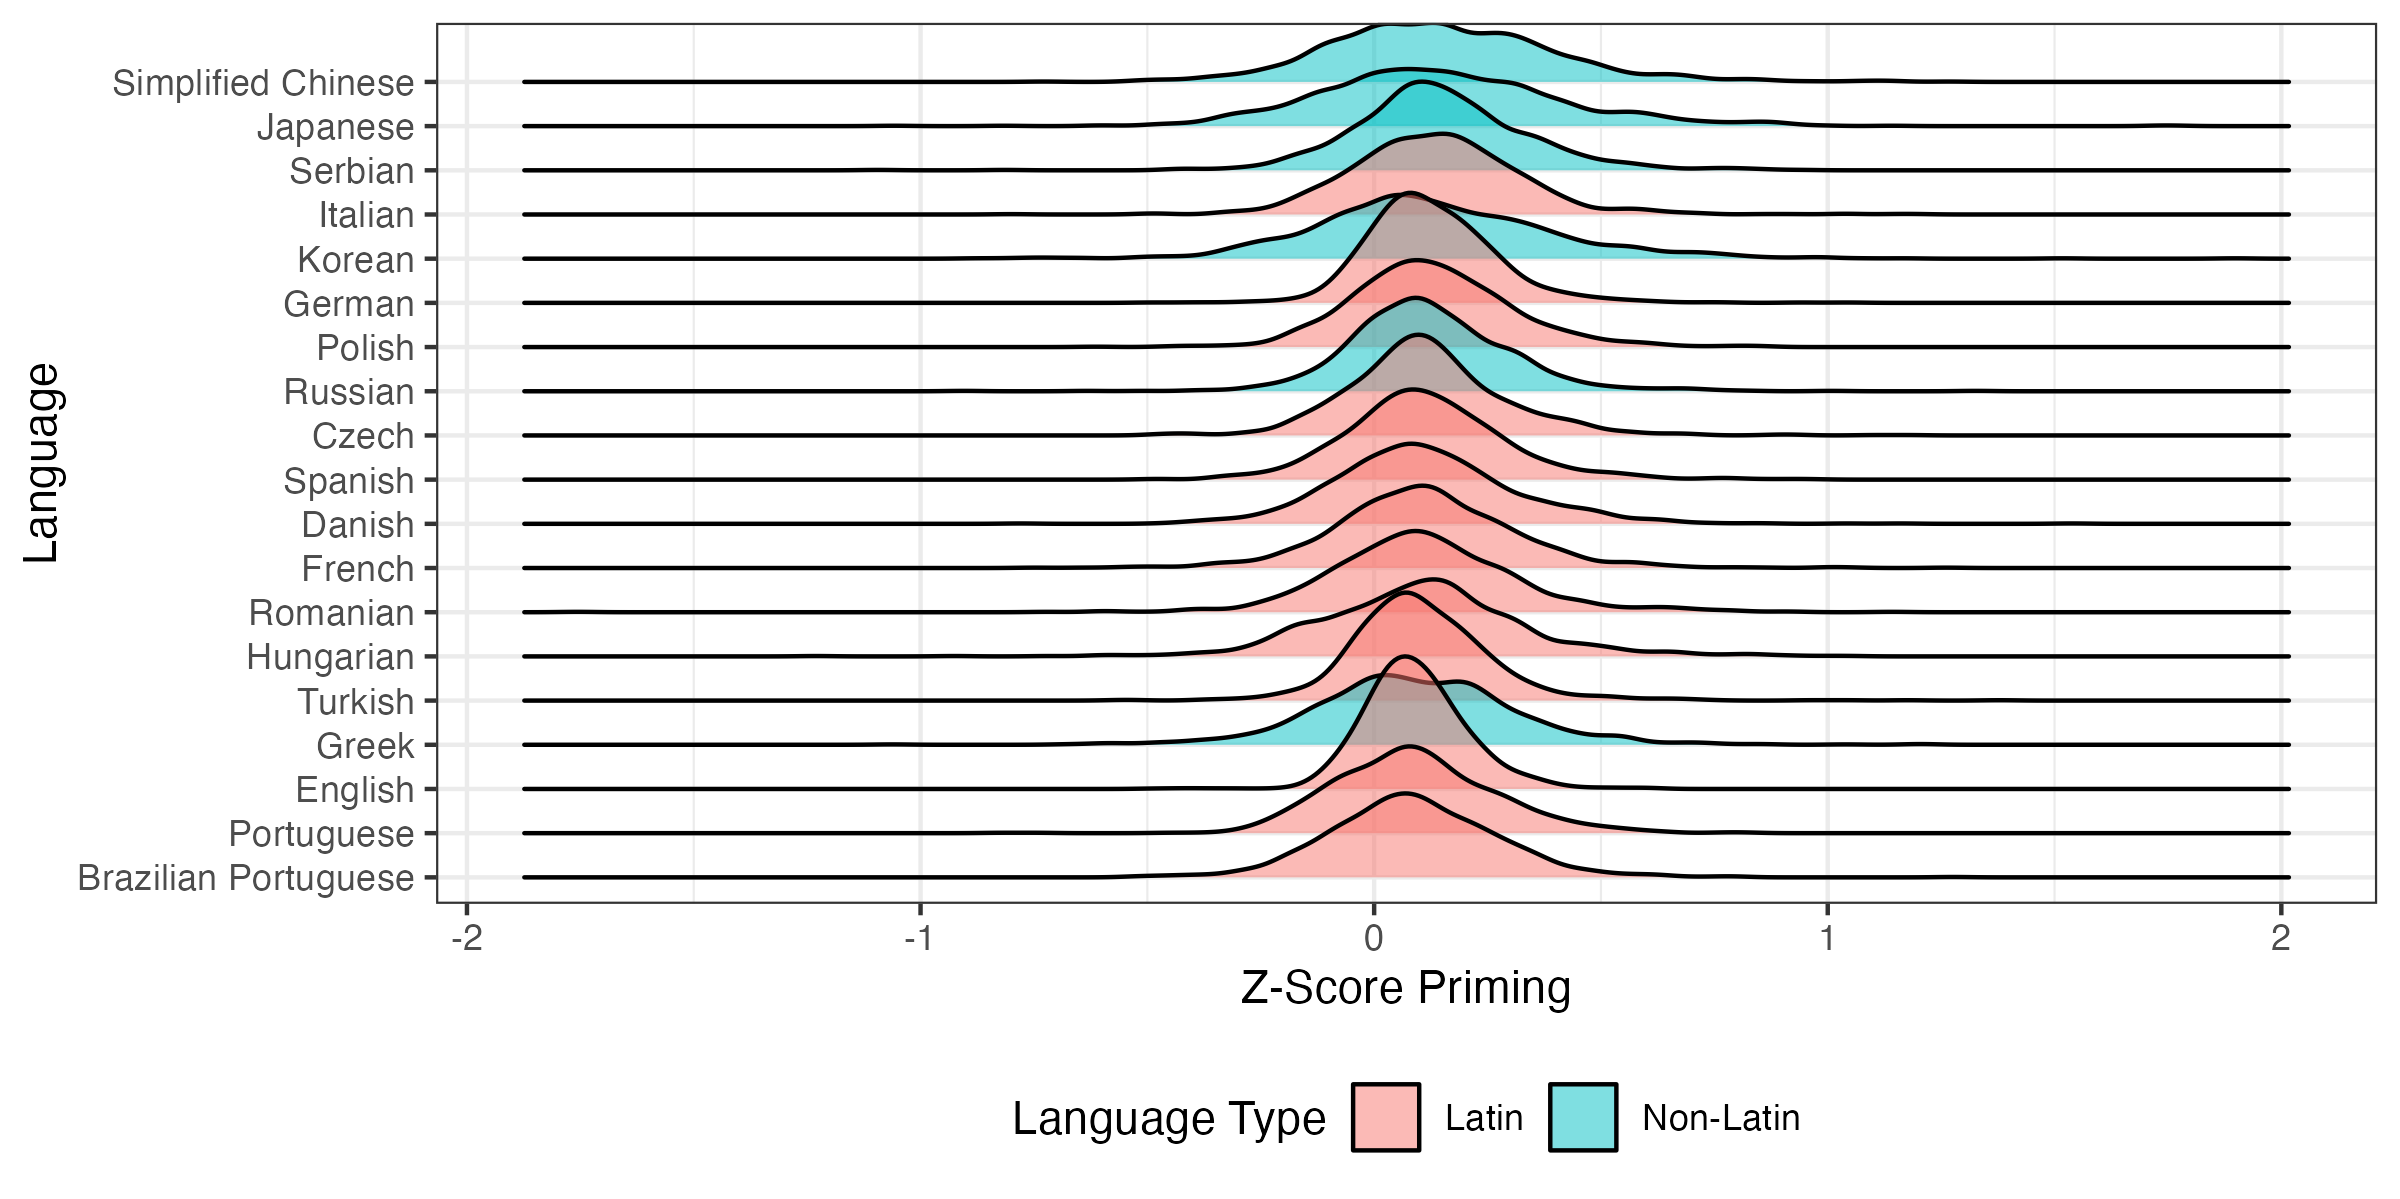 Simplified Chinese
Japanese
Serbian
Italian
Korean
German
Polish
Russian
Czech
Spanish
Danish
French
Romanian
Hungarian
Turkish
Greek
English
Portuguese
Brazilian Portuguese
Language
-2 -1 0 1 2
Z-Score Priming
Language Type Latin Non-Latin